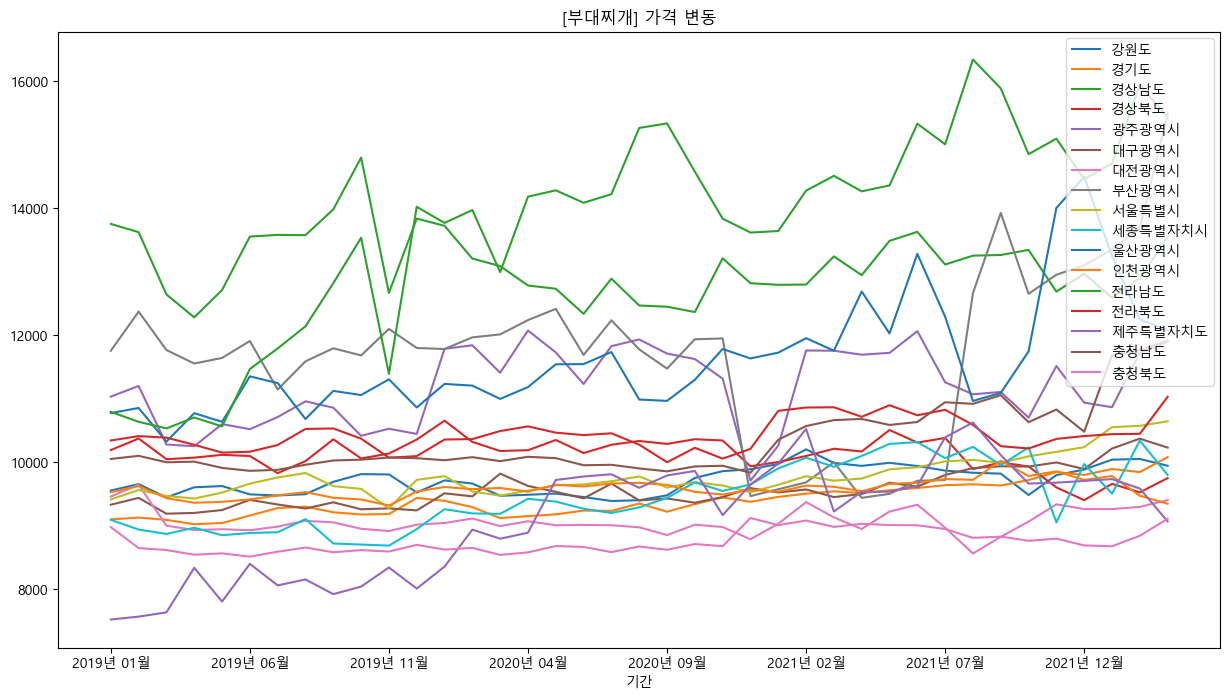 [부대찌개] 가격 변동
16000
14000
12000
10000
8000
강원도
경기도
경상남도
경상북도
광주광역시
대구광역시
대전광역시
부산광역시
서울특별시
세종특별자치시
울산광역시
인천광역시
전라남도
전라북도
제주특별자치도
충청남도
충청북도
2019년 01월 2019년 06월 2019년 11월 2020년 04월 2020년 09월 2021년 02월 2021년 07월 2021년 12월
기간